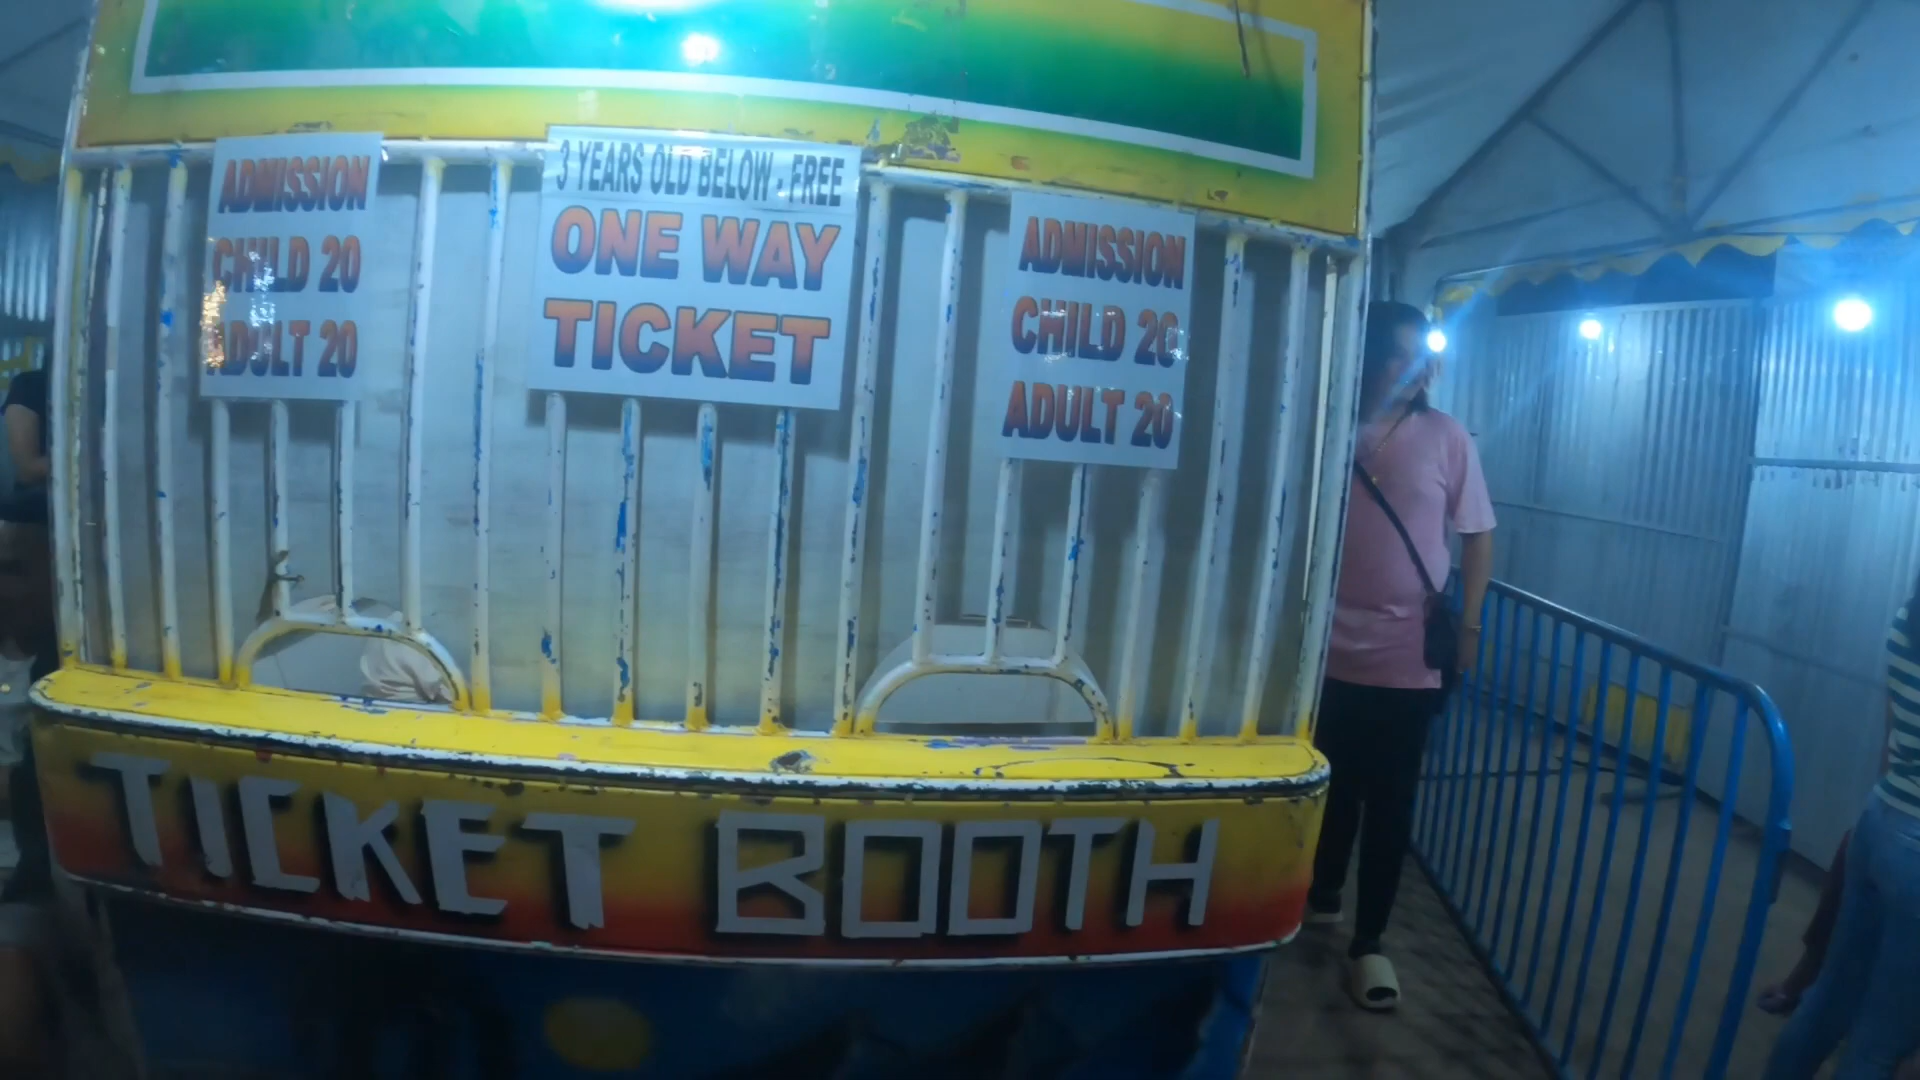 ADMISSION
CHILD 20
ADULT 20
3 YEARS OLD BELOW - FREE
ONE WAY
TICKET
ADMISSION
CHILD 20
ADULT 20
TICKET BOOTH